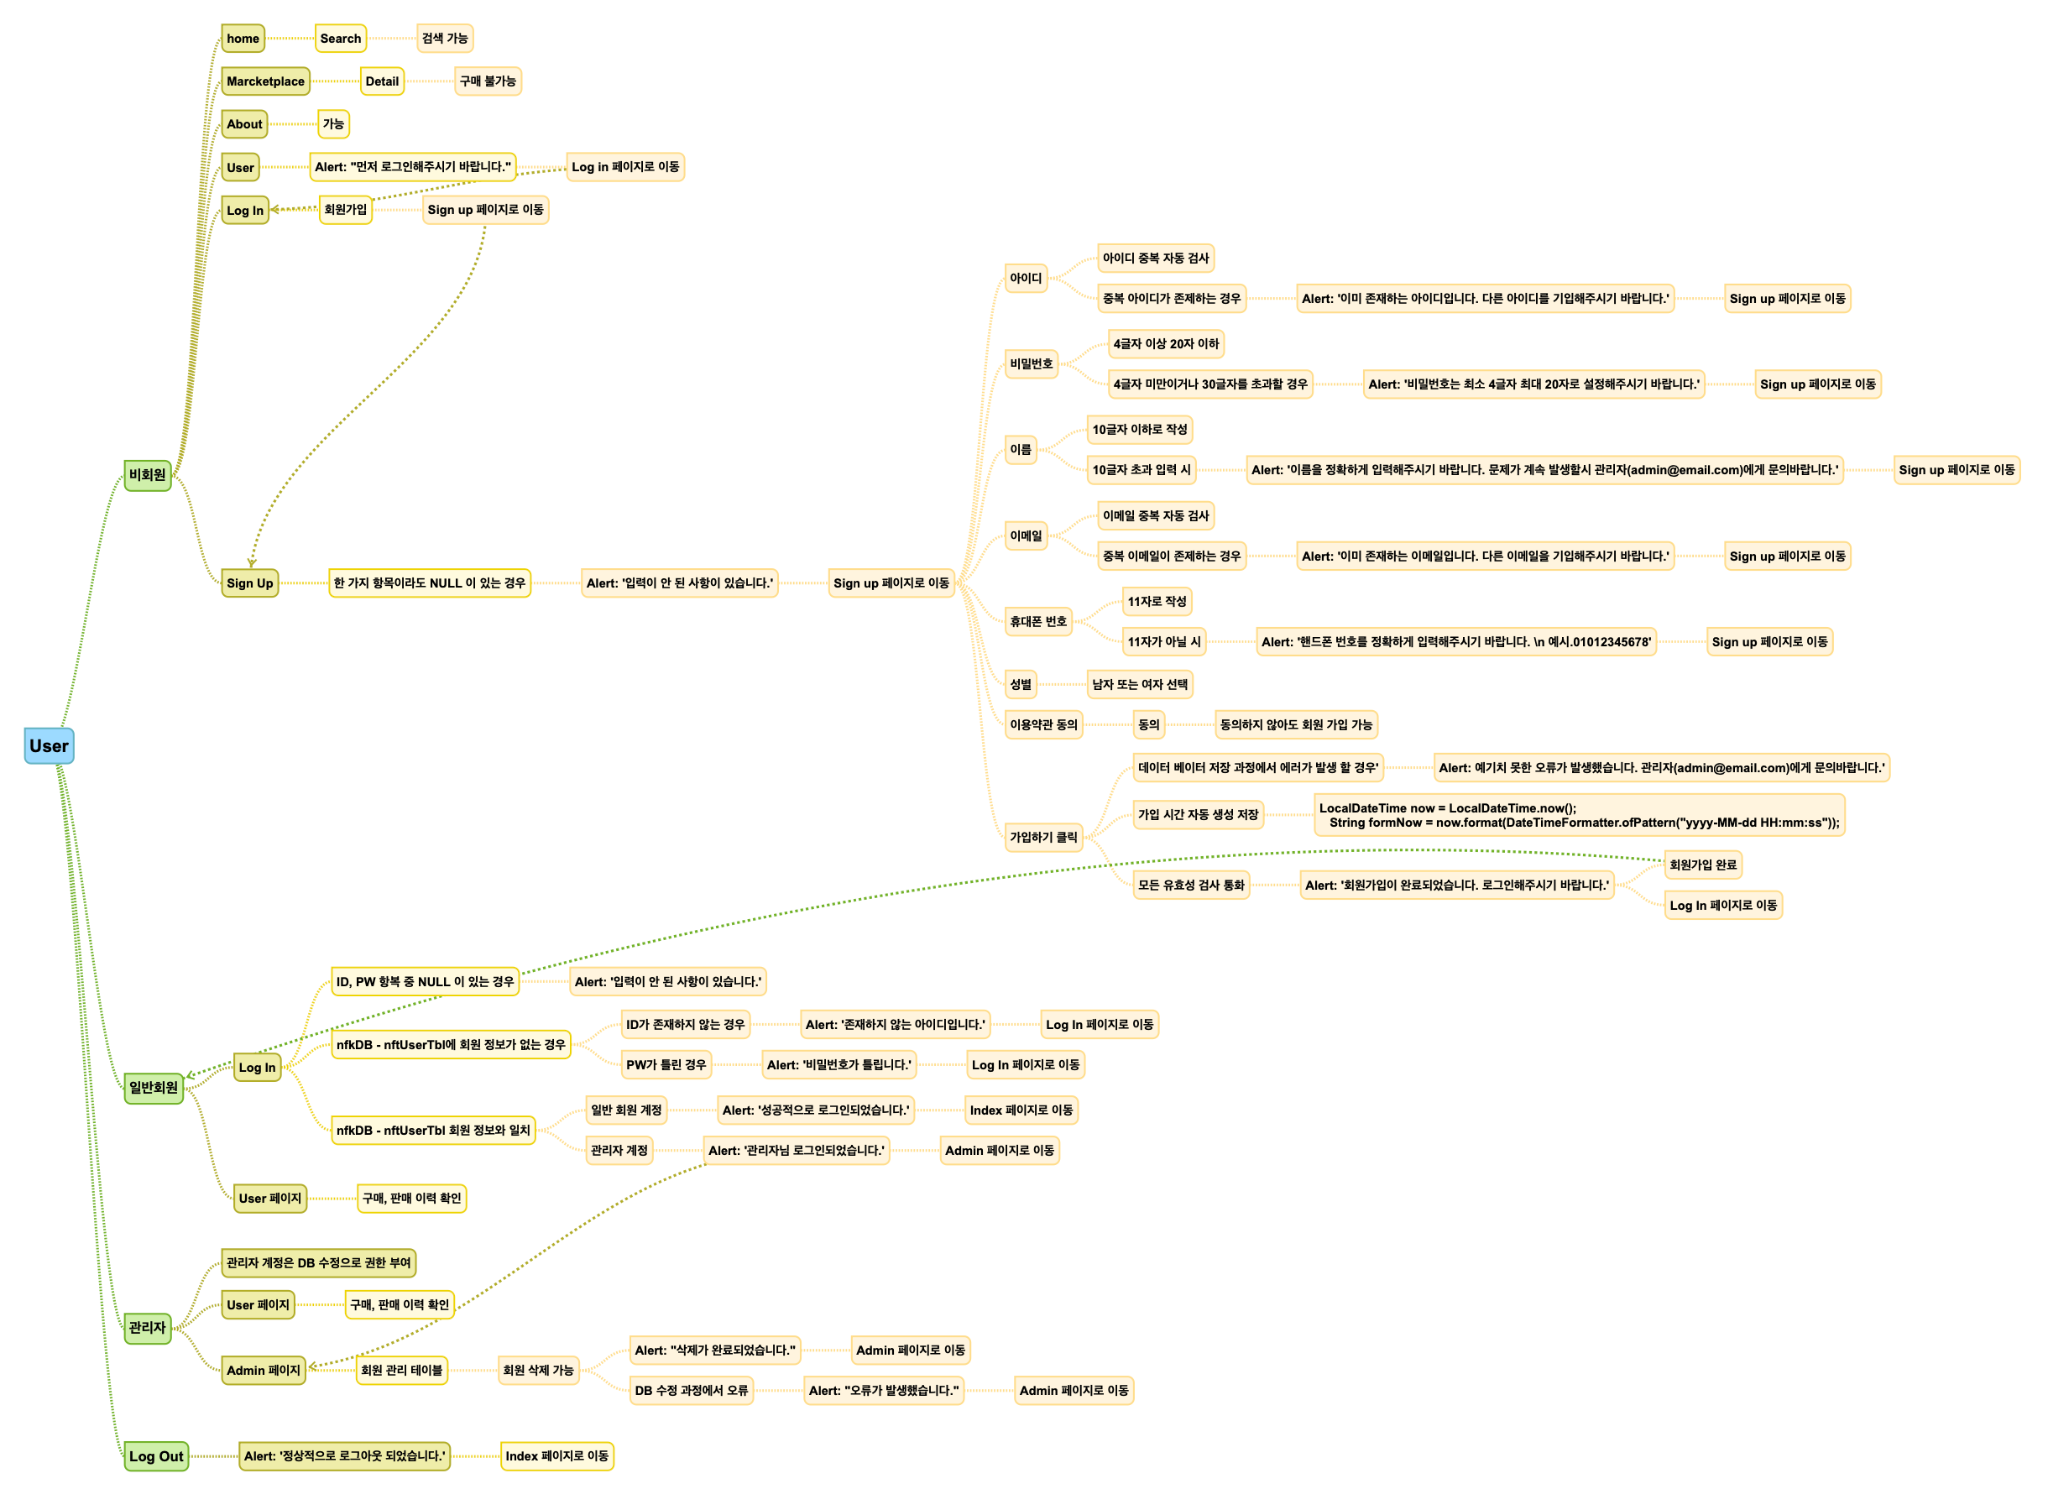 home
Search
검색 가능
Marcketplace
Detail
구매 불가능
About
가능
User
Alert: "먼저 로그인해주시기 바랍니다."
Log in 페이지로 이동
Log In
회원가입
Sign up 페이지로 이동
아이디
아이디 중복 자동 검사
중복 아이디가 존제하는 경우
Alert: '이미 존재하는 아이디입니다. 다른 아이디를 기입해주시기 바랍니다.'
Sign up 페이지로 이동
비밀번호
4글자 이상 20자 이하
4글자 미만이거나 30글자를 초과할 경우
Alert: '비밀번호는 최소 4글자 최대 20자로 설정해주시기 바랍니다.'
Sign up 페이지로 이동
이름
10글자 이하로 작성
10글자 초과 입력 시
Alert: '이름을 정확하게 입력해주시기 바랍니다. 문제가 계속 발생할시 관리자(admin@email.com)에게 문의바랍니다.'
Sign up 페이지로 이동
비회원
이메일
이메일 중복 자동 검사
중복 이메일이 존제하는 경우
Alert: '이미 존재하는 이메일입니다. 다른 이메일을 기입해주시기 바랍니다.'
Sign up 페이지로 이동
Sign Up
한 가지 항목이라도 NULL 이 있는 경우
Alert: '입력이 안 된 사항이 있습니다.'
Sign up 페이지로 이동
휴대폰 번호
11자로 작성
11자가 아닐 시
Alert: '핸드폰 번호를 정확하게 입력해주시기 바랍니다. \n 예시.01012345678'
Sign up 페이지로 이동
성별
남자 또는 여자 선택
이용약관 동의
동의
동의하지 않아도 회원 가입 가능
User
가입하기 클릭
데이터 베이터 저장 과정에서 에러가 발생 할 경우'
Alert: 예기치 못한 오류가 발생했습니다. 관리자(admin@email.com)에게 문의바랍니다.'
가입 시간 자동 생성 저장
LocalDateTime now = LocalDateTime.now();
String formNow = now.format(DateTimeFormatter.ofPattern("yyyy-MM-dd HH:mm:ss"));
모든 유효성 검사 통화
Alert: '회원가입이 완료되었습니다. 로그인해주시기 바랍니다.'
회원가입 완료
Log In 페이지로 이동
일반회원
Log In
ID, PW 항복 중 NULL 이 있는 경우
Alert: '입력이 안 된 사항이 있습니다.'
nfkDB - nftUserTbl에 회원 정보가 없는 경우
ID가 존재하지 않는 경우
Alert: '존재하지 않는 아이디입니다.'
Log In 페이지로 이동
PW가 틀린 경우
Alert: '비밀번호가 틀립니다.'
Log In 페이지로 이동
nfkDB - nftUserTbl 회원 정보와 일치
일반 회원 계정
Alert: '성공적으로 로그인되었습니다.'
Index 페이지로 이동
관리자 계정
Alert: '관리자님 로그인되었습니다.'
Admin 페이지로 이동
User 페이지
구매, 판매 이력 확인
관리자
관리자 계정은 DB 수정으로 권한 부여
User 페이지
구매, 판매 이력 확인
Admin 페이지
회원 관리 테이블
회원 삭제 가능
Alert: "삭제가 완료되었습니다."
Admin 페이지로 이동
DB 수정 과정에서 오류
Alert: "오류가 발생했습니다."
Admin 페이지로 이동
Log Out
Alert: '정상적으로 로그아웃 되었습니다.'
Index 페이지로 이동